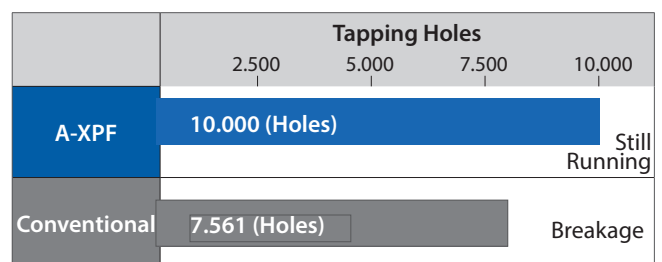 Tapping Holes
2.500 5.000 7.500 10.000
A-XPF 10.000 (Holes) Still
Running
Conventional 7.561 (Holes) Breakage